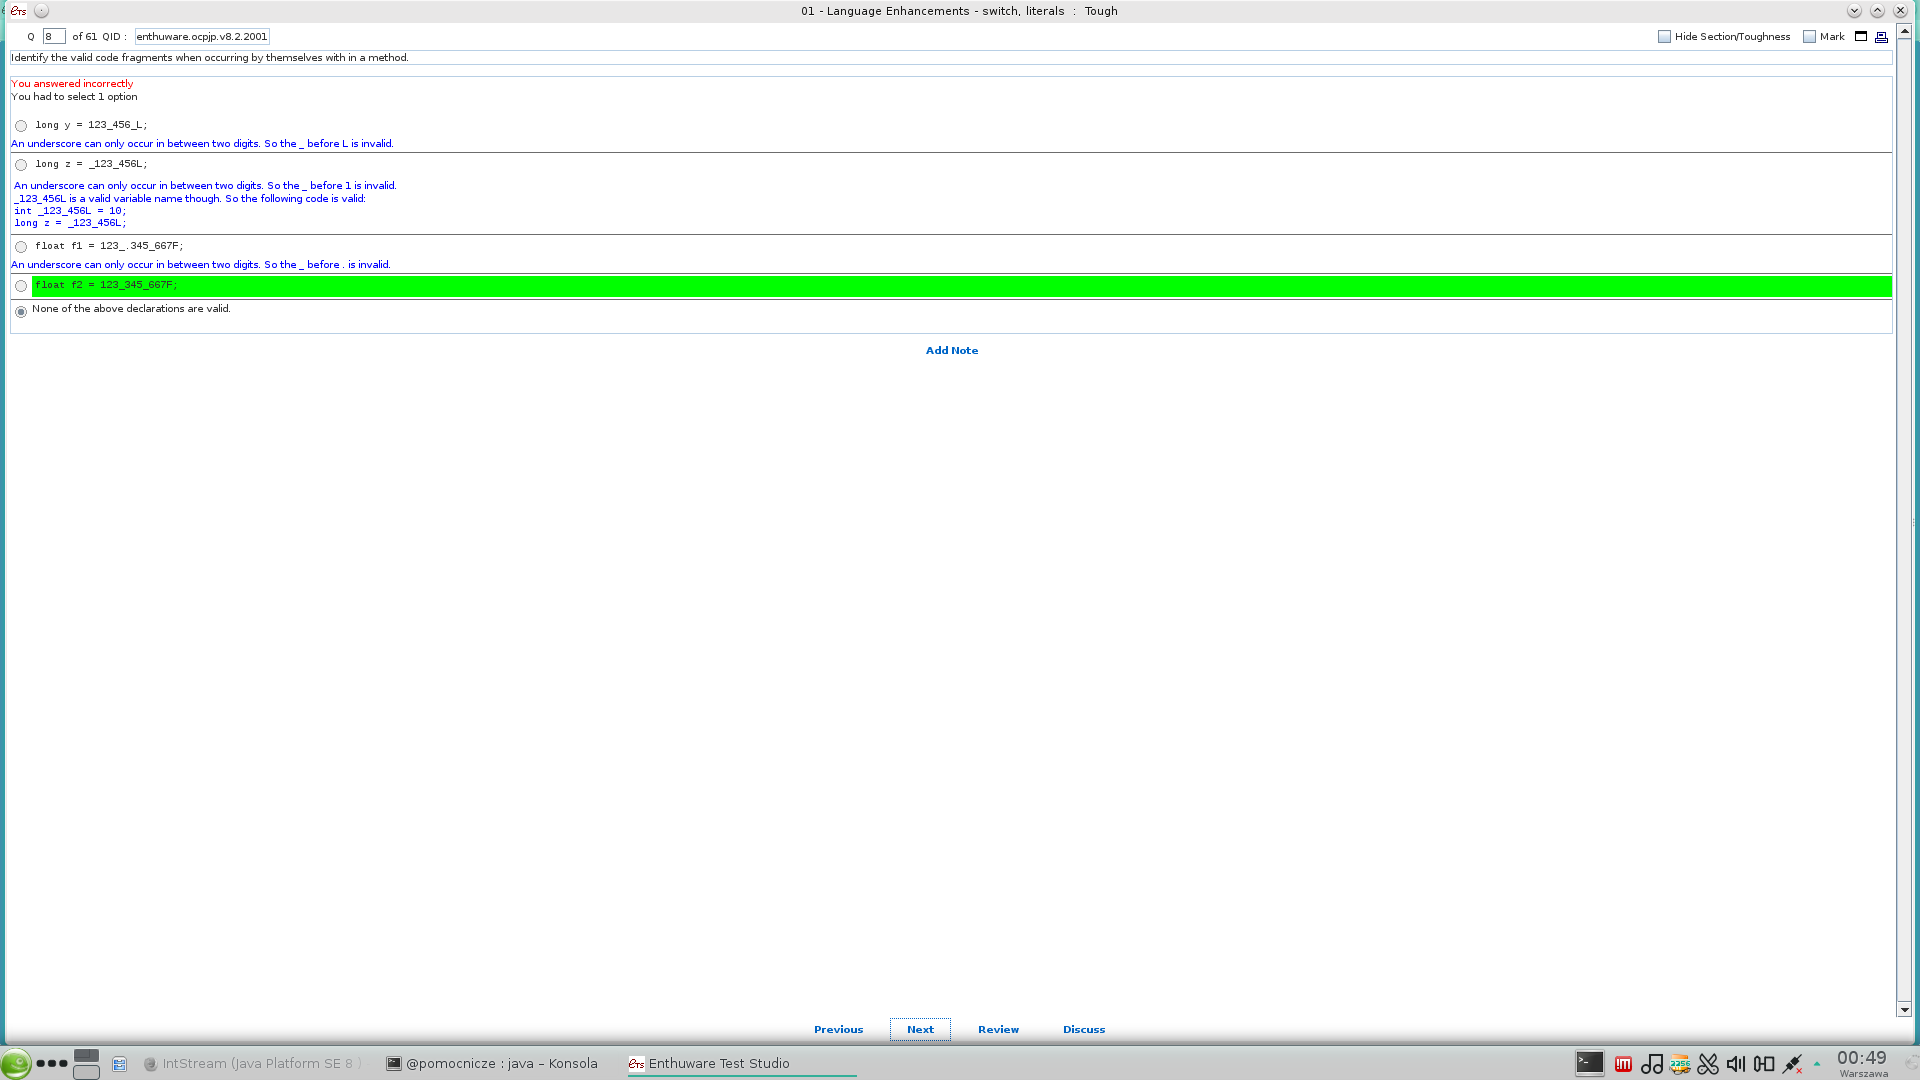 ETS
01 - Language Enhancements - switch, literals : Tough
Q 8 of 61 QID : enthuware.ocpjp.v8.2.2001 Hide Section/Toughness Mark
Identify the valid code fragments when occurring by themselves with in a method.
You answered incorrectly
You had to select 1 option
long y = 123_456_L;
An underscore can only occur in between two digits. So the _ before L is invalid.
long z = _123_456L;
An underscore can only occur in between two digits. So the _ before 1 is invalid.
_123_456L is a valid variable name though. So the following code is valid:
int _123_456L = 10;
long z = _123_456L;
float f1 = 123_.345_667F;
An underscore can only occur in between two digits. So the _ before . is invalid.
float f2 = 123_345_667F;
None of the above declarations are valid.
Add Note
Previous Next Review Discuss
IntStream (Java Platform SE 8 ) @pomocnicze : java – Konsola ETS Enthuware Test Studio 00:49
Warszawa